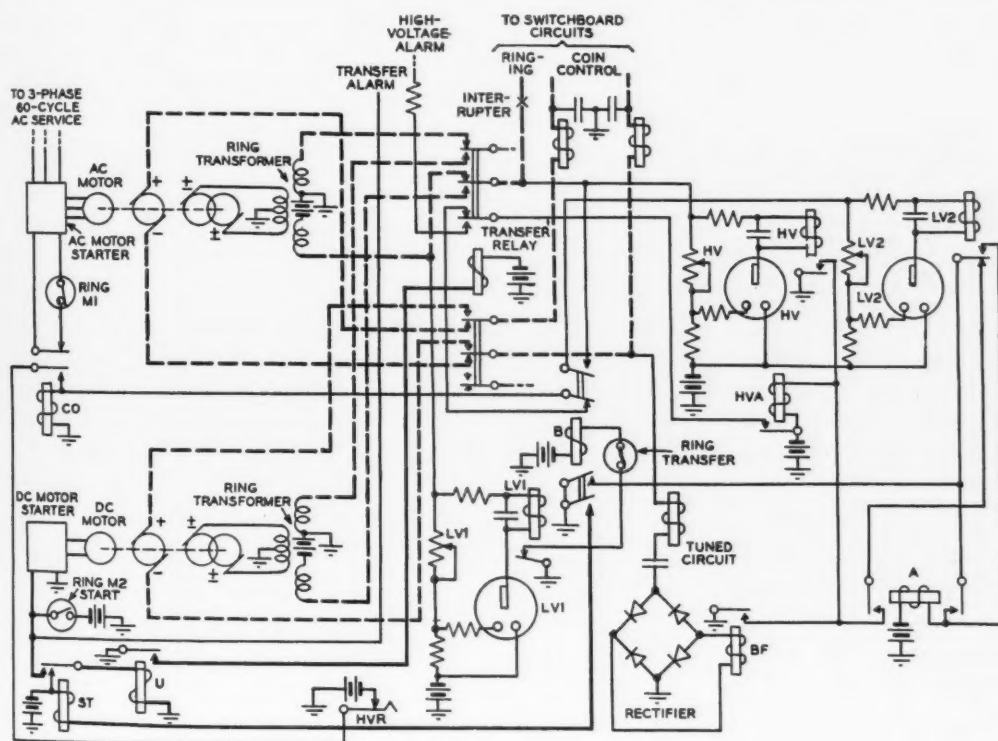 HIGH-
VOLTAGE
ALARM
TO SWITCHBOARD
CIRCUITS
RING-
ING
COIN
CONTROL
TRANSFER
ALARM
INTER-
RUPTER
TO 3-PHASE
60-CYCLE
AC SERVICE
RING
TRANSFORMER
AC
MOTOR
+
±
±
−
AC MOTOR
STARTER
TRANSFER
RELAY
HV
LV2
HV
LV2
HV
LV2
RING
M1
CO
HVA
B
RING
TRANSFER
RING
TRANSFORMER
DC MOTOR
STARTER
DC
MOTOR
+
±
±
−
LV1
LV1
LV1
TUNED
CIRCUIT
RING M2
START
A
BF
U
ST
HVR
RECTIFIER